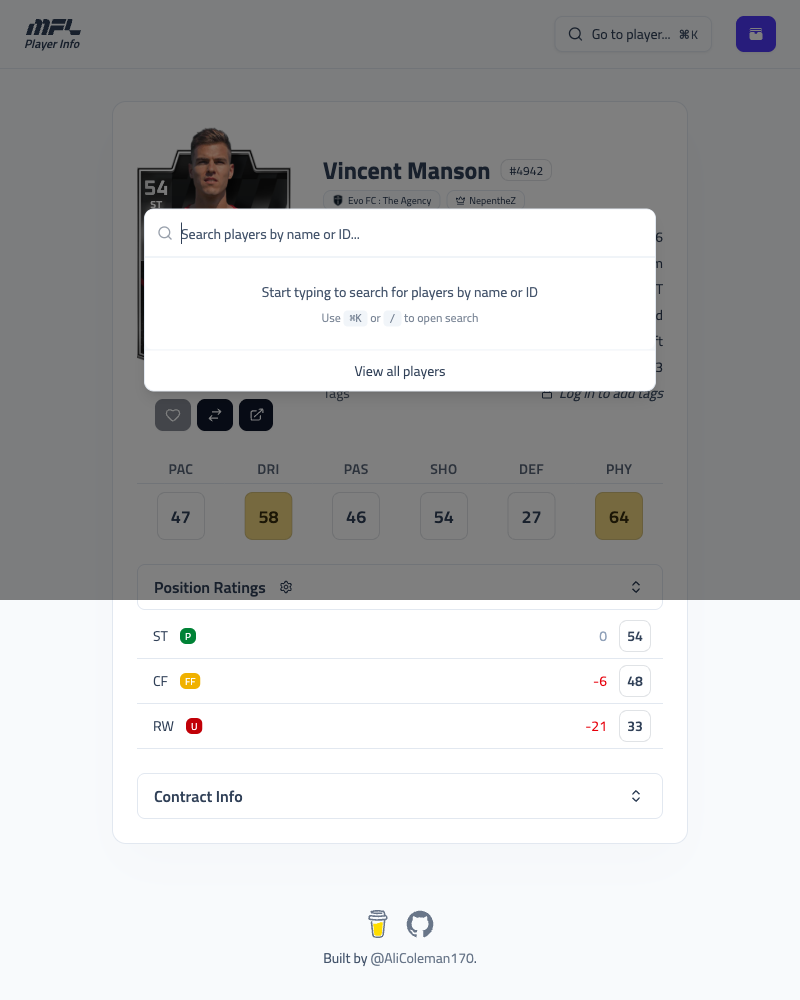 MFL
Player Info
Go to player... ⌘K
54
ST
Vincent Manson #4942
Evo FC : The Agency NepentheZ
Search players by name or ID...
Start typing to search for players by name or ID
Use ⌘K or / to open search
View all players
6
m
T
d
ft
3
Tags Log in to add tags
PAC DRI PAS SHO DEF PHY
47 58 46 54 27 64
Position Ratings
ST P 0 54
CF FF -6 48
RW U -21 33
Contract Info
Built by @AliColeman170.